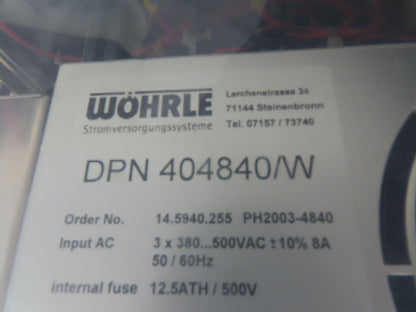 WÖHRLE
Stromversorgungssysteme
Lerchenstrasse 34
71144 Steinenbronn
Tel. 07157 / 73740
DPN 404840/W
Order No. 14.5940.255 PH2003-4840
Input AC 3 x 380...500VAC ±10% 8A
50 / 60Hz
internal fuse 12.5ATH / 500V